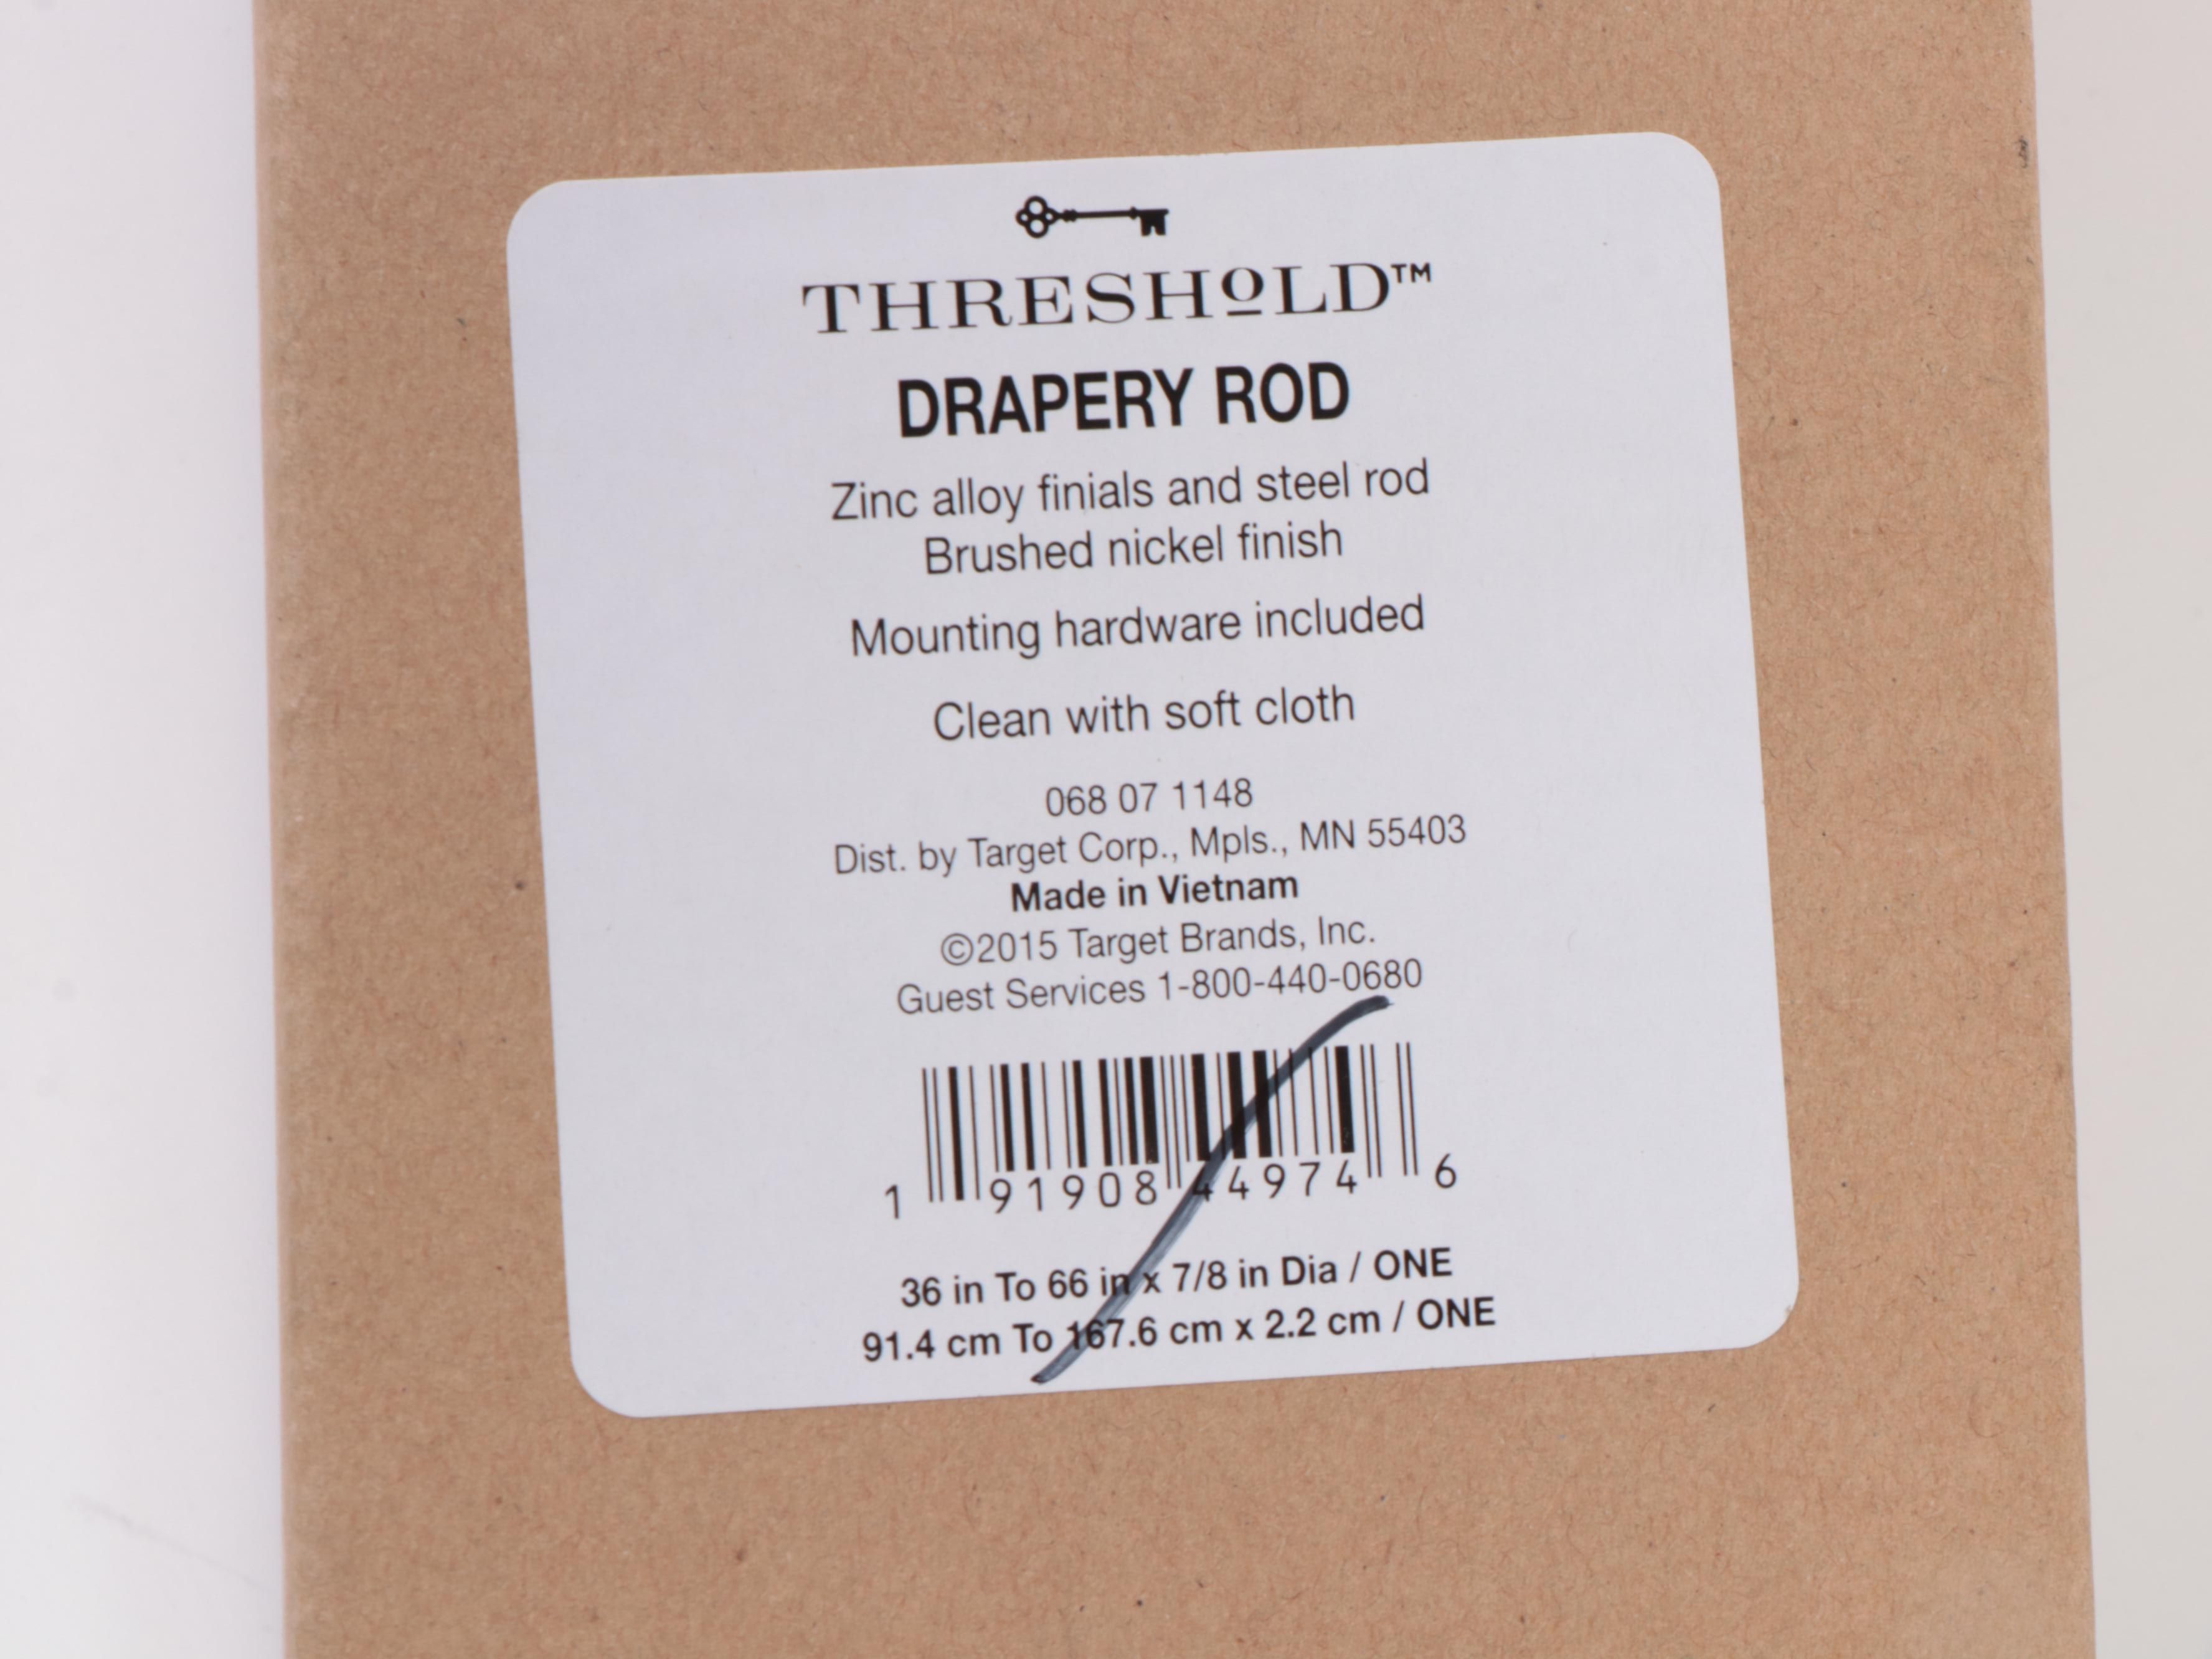 THRESHOLD™
DRAPERY ROD
Zinc alloy finials and steel rod
Brushed nickel finish
Mounting hardware included
Clean with soft cloth
068 07 1148
Dist. by Target Corp., Mpls., MN 55403
Made in Vietnam
©2015 Target Brands, Inc.
Guest Services 1-800-440-0680
1 91908 44974 6
36 in To 66 in x 7/8 in Dia / ONE
91.4 cm To 167.6 cm x 2.2 cm / ONE